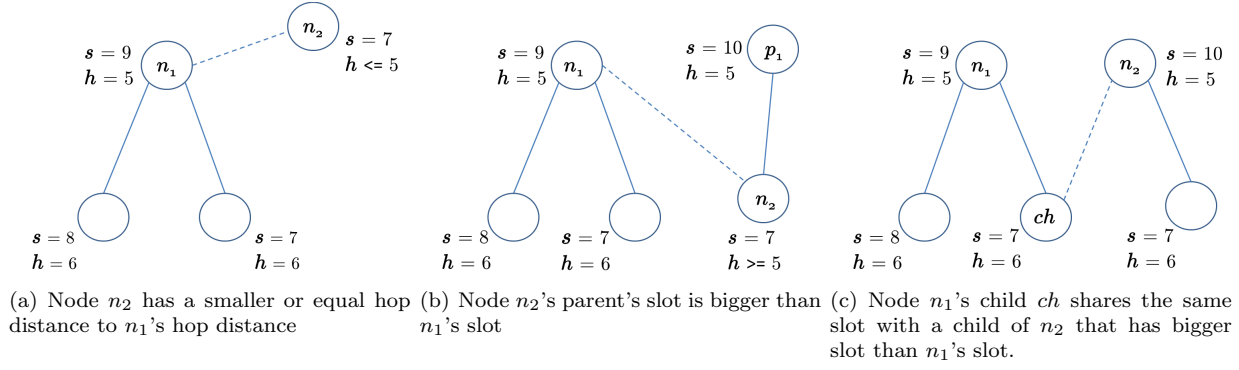 s = 9
h = 5
n₁
n₂
s = 7
h <= 5
s = 8
h = 6
s = 7
h = 6
(a) Node n₂ has a smaller or equal hop
distance to n₁'s hop distance
s = 9
h = 5
n₁
s = 10
h = 5
p₁
n₂
s = 8
h = 6
s = 7
h = 6
s = 7
h >= 5
(b) Node n₂'s parent's slot is bigger than
n₁'s slot
s = 9
h = 5
n₁
n₂
s = 10
h = 5
ch
s = 8
h = 6
s = 7
h = 6
s = 7
h = 6
(c) Node n₁'s child ch shares the same
slot with a child of n₂ that has bigger
slot than n₁'s slot.